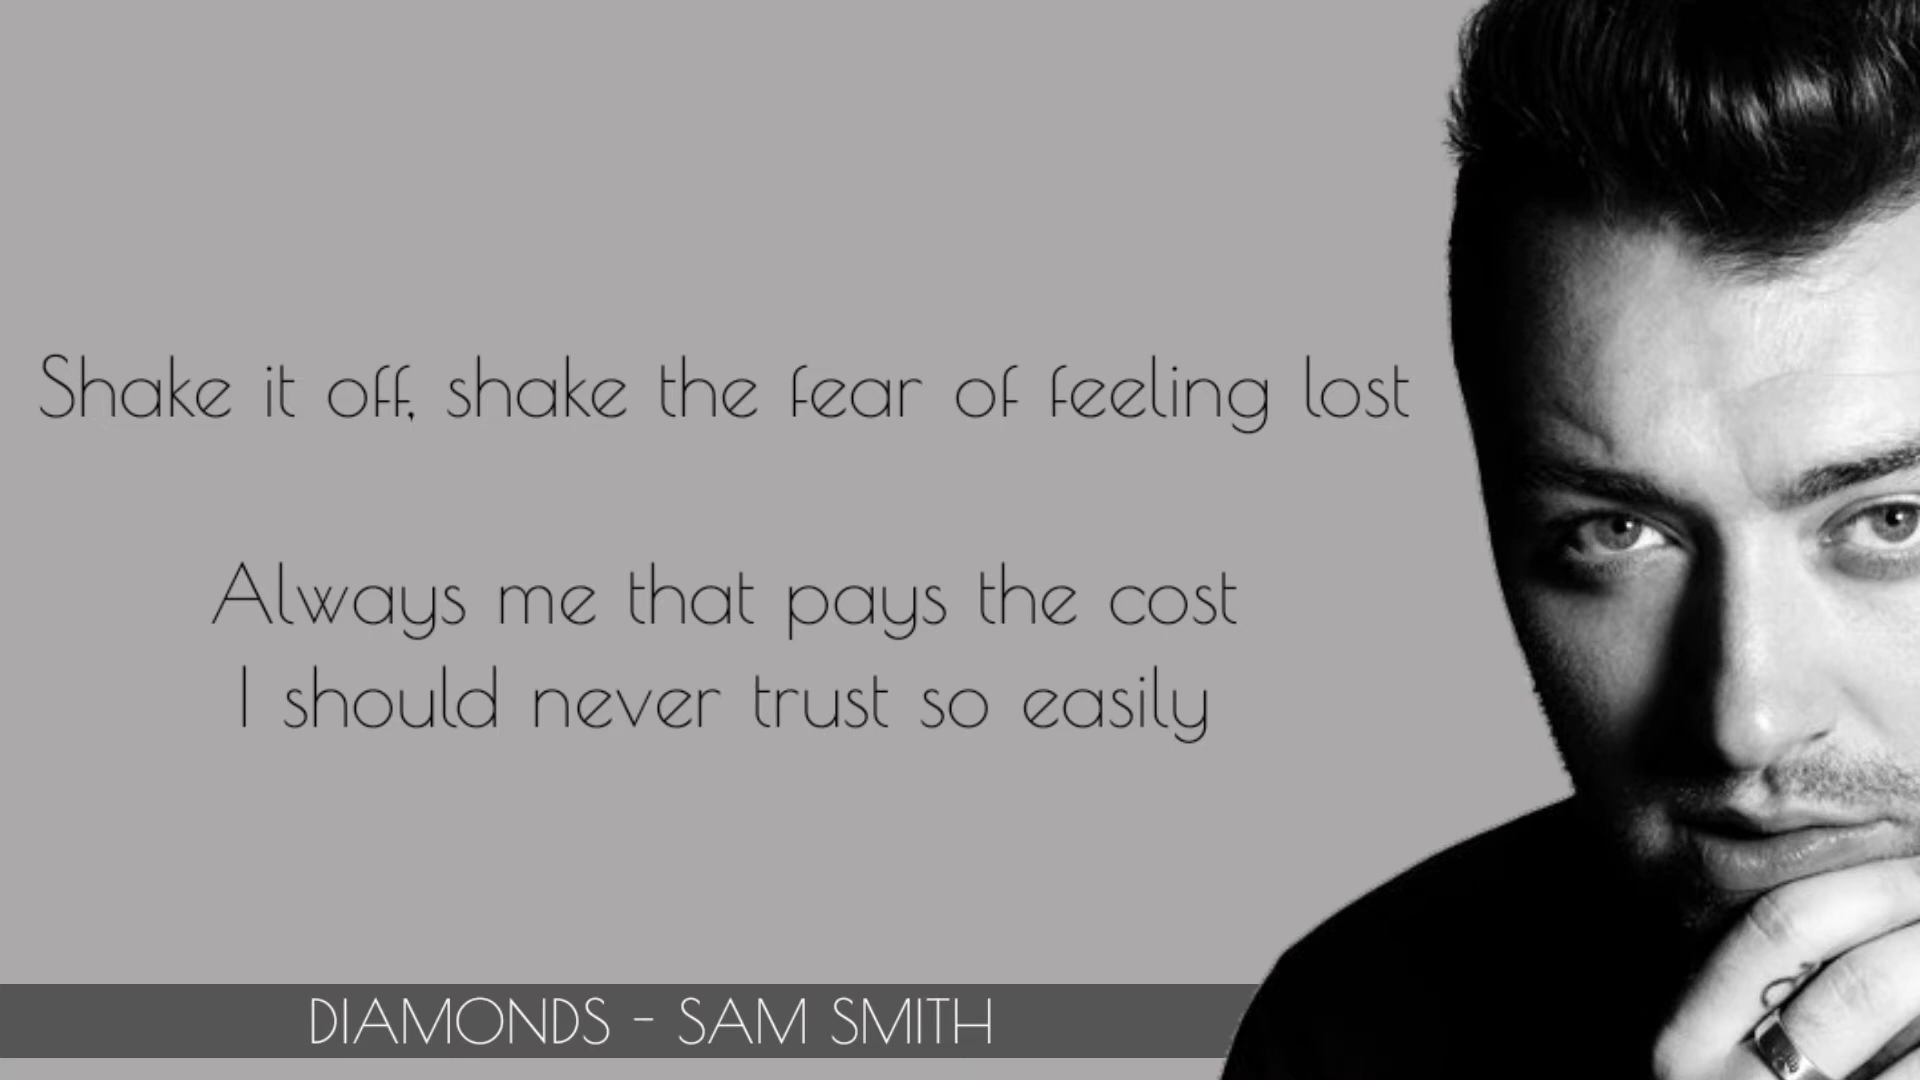 Shake it off, shake the fear of feeling lost
Always me that pays the cost
I should never trust so easily
DIAMONDS - SAM SMITH